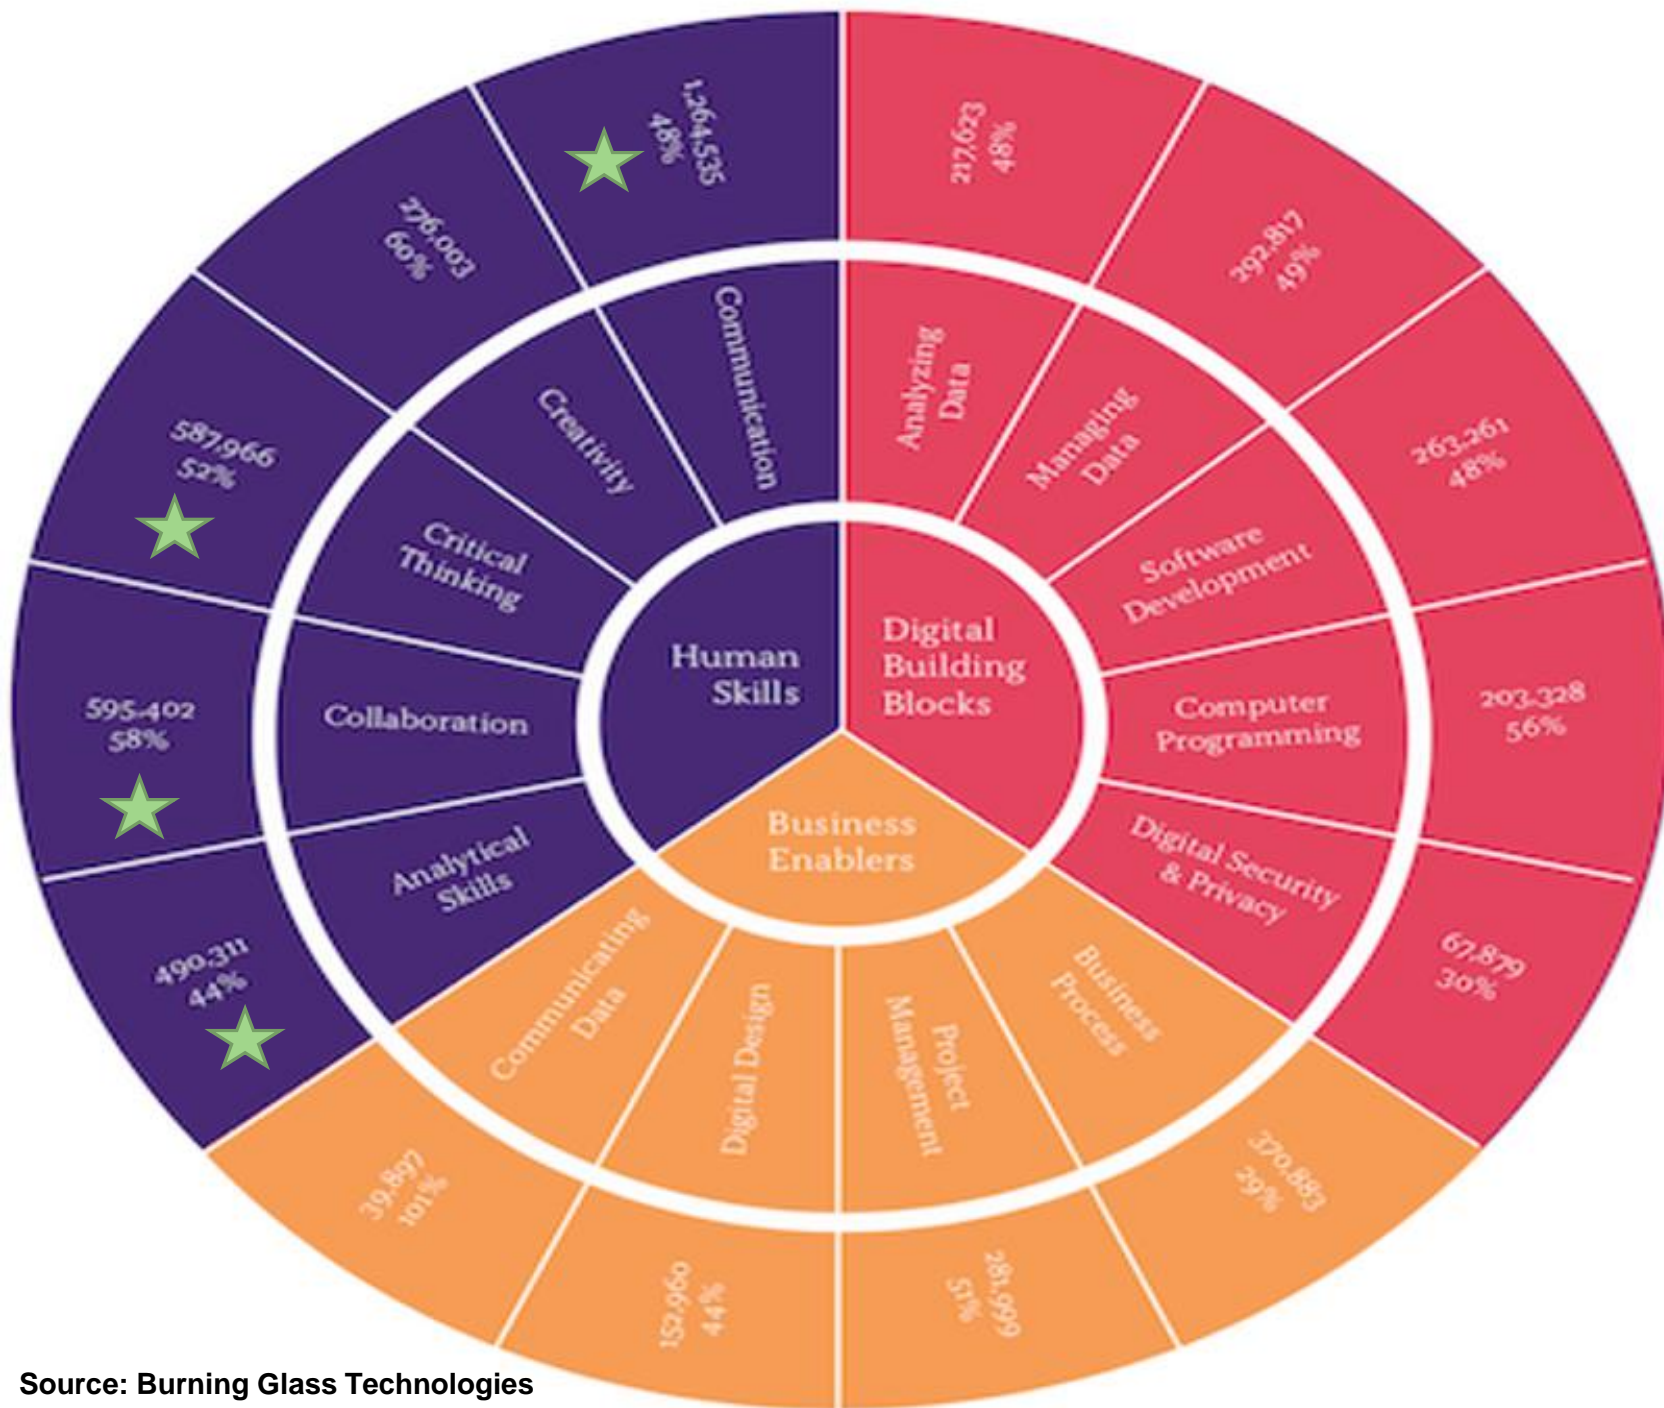 Human
Skills
Digital
Building
Blocks
Business
Enablers
Communication
1,264,535
48%
Analyzing
Data
217,623
48%
Managing
Data
292,817
49%
Software
Development
263,261
48%
Computer
Programming
203,328
56%
Digital Security
& Privacy
67,879
30%
Business
Process
370,883
29%
Project
Management
281,999
51%
Digital Design
152,960
44%
Communicating
Data
39,897
101%
Analytical
Skills
490,311
44%
Collaboration
595,402
58%
Critical
Thinking
587,966
52%
Creativity
276,003
60%
Source: Burning Glass Technologies